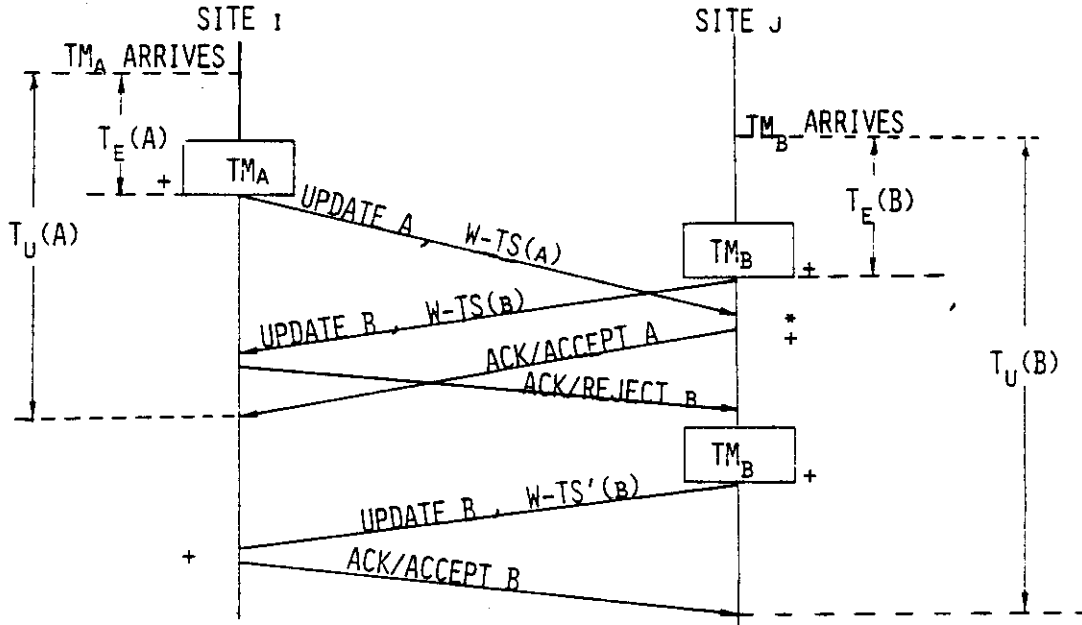 SITE I
SITE J
TMA ARRIVES
TMB ARRIVES
TE(A)
TMA
+
TU(A)
UPDATE A , W-TS(A)
TE(B)
TMB
+
UPDATE B , W-TS(B)
*
+
ACK/ACCEPT A
TU(B)
ACK/REJECT B
TMB
+
UPDATE B , W-TS'(B)
+
ACK/ACCEPT B